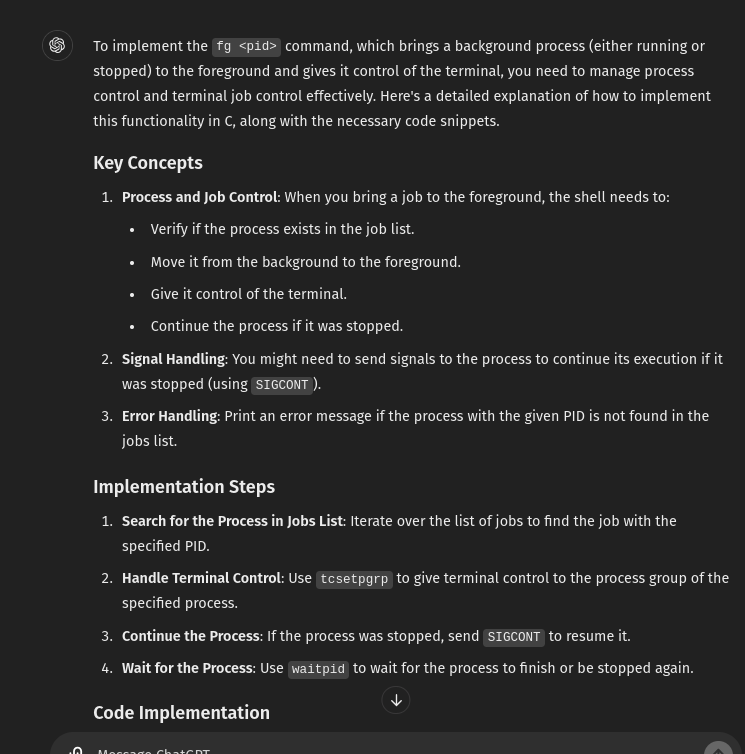 To implement the fg <pid> command, which brings a background process (either running or
stopped) to the foreground and gives it control of the terminal, you need to manage process
control and terminal job control effectively. Here's a detailed explanation of how to implement
this functionality in C, along with the necessary code snippets.
Key Concepts
1. Process and Job Control: When you bring a job to the foreground, the shell needs to:
• Verify if the process exists in the job list.
• Move it from the background to the foreground.
• Give it control of the terminal.
• Continue the process if it was stopped.
2. Signal Handling: You might need to send signals to the process to continue its execution if it
was stopped (using SIGCONT).
3. Error Handling: Print an error message if the process with the given PID is not found in the
jobs list.
Implementation Steps
1. Search for the Process in Jobs List: Iterate over the list of jobs to find the job with the
specified PID.
2. Handle Terminal Control: Use tcsetpgrp to give terminal control to the process group of the
specified process.
3. Continue the Process: If the process was stopped, send SIGCONT to resume it.
4. Wait for the Process: Use waitpid to wait for the process to finish or be stopped again.
Code Implementation
Message ChatGPT